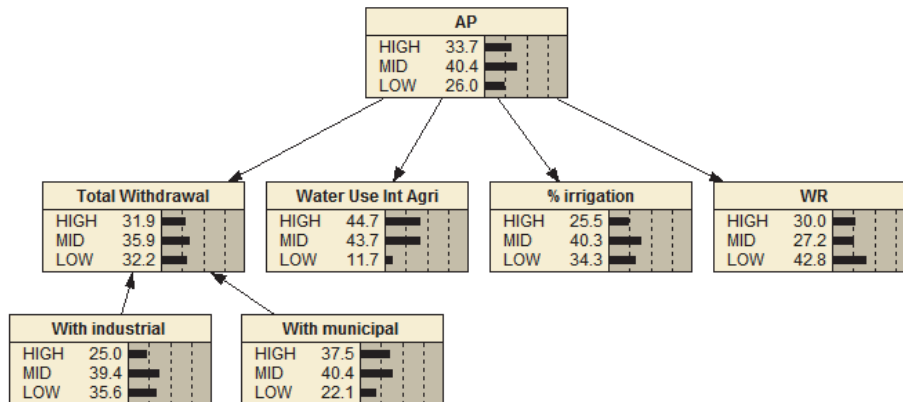 AP
HIGH 33.7
MID 40.4
LOW 26.0
Total Withdrawal
HIGH 31.9
MID 35.9
LOW 32.2
Water Use Int Agri
HIGH 44.7
MID 43.7
LOW 11.7
% irrigation
HIGH 25.5
MID 40.3
LOW 34.3
WR
HIGH 30.0
MID 27.2
LOW 42.8
With industrial
HIGH 25.0
MID 39.4
LOW 35.6
With municipal
HIGH 37.5
MID 40.4
LOW 22.1